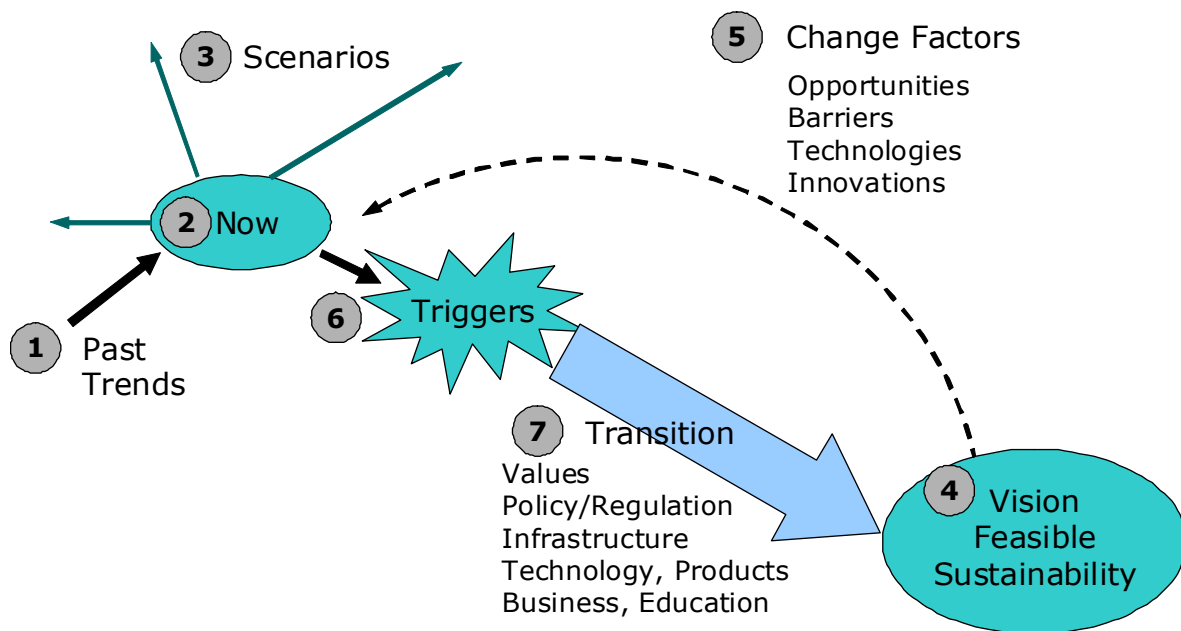 3 Scenarios
5 Change Factors
Opportunities
Barriers
Technologies
Innovations
2 Now
6 Triggers
1 Past
Trends
7 Transition
Values
Policy/Regulation
Infrastructure
Technology, Products
Business, Education
4 Vision
Feasible
Sustainability